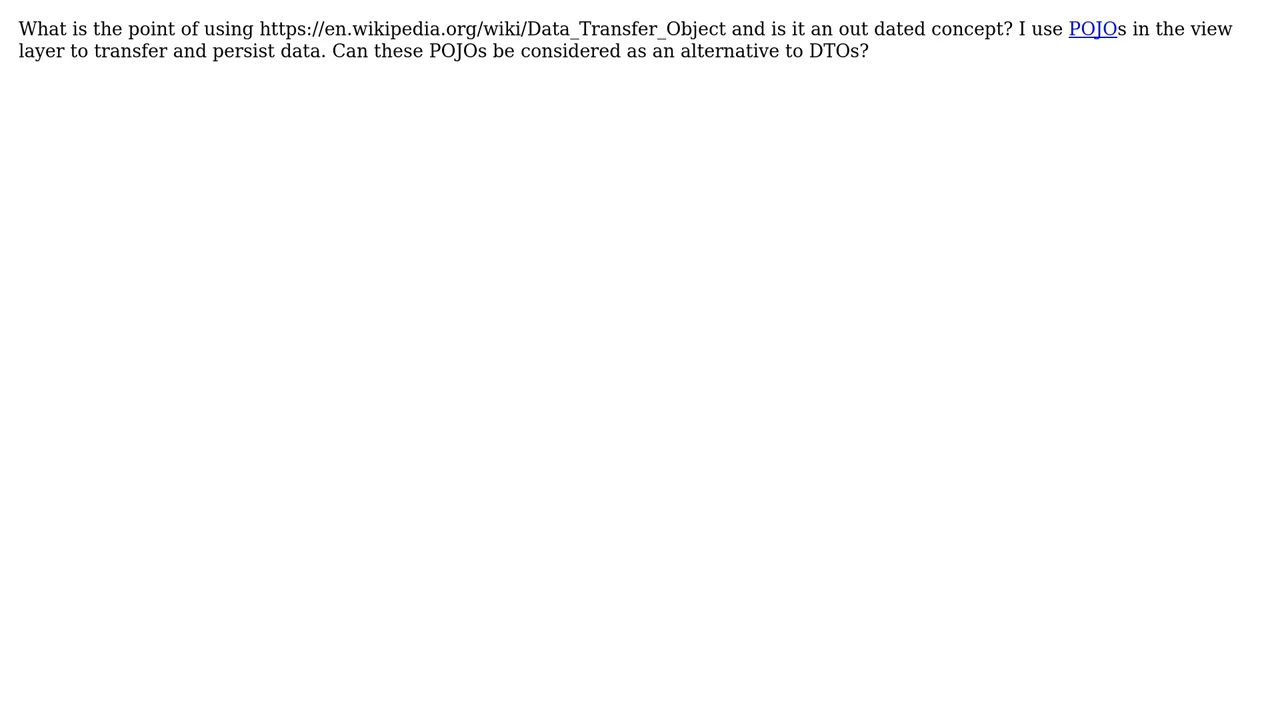 What is the point of using https://en.wikipedia.org/wiki/Data_Transfer_Object and is it an out dated concept? I use POJOs in the view
layer to transfer and persist data. Can these POJOs be considered as an alternative to DTOs?